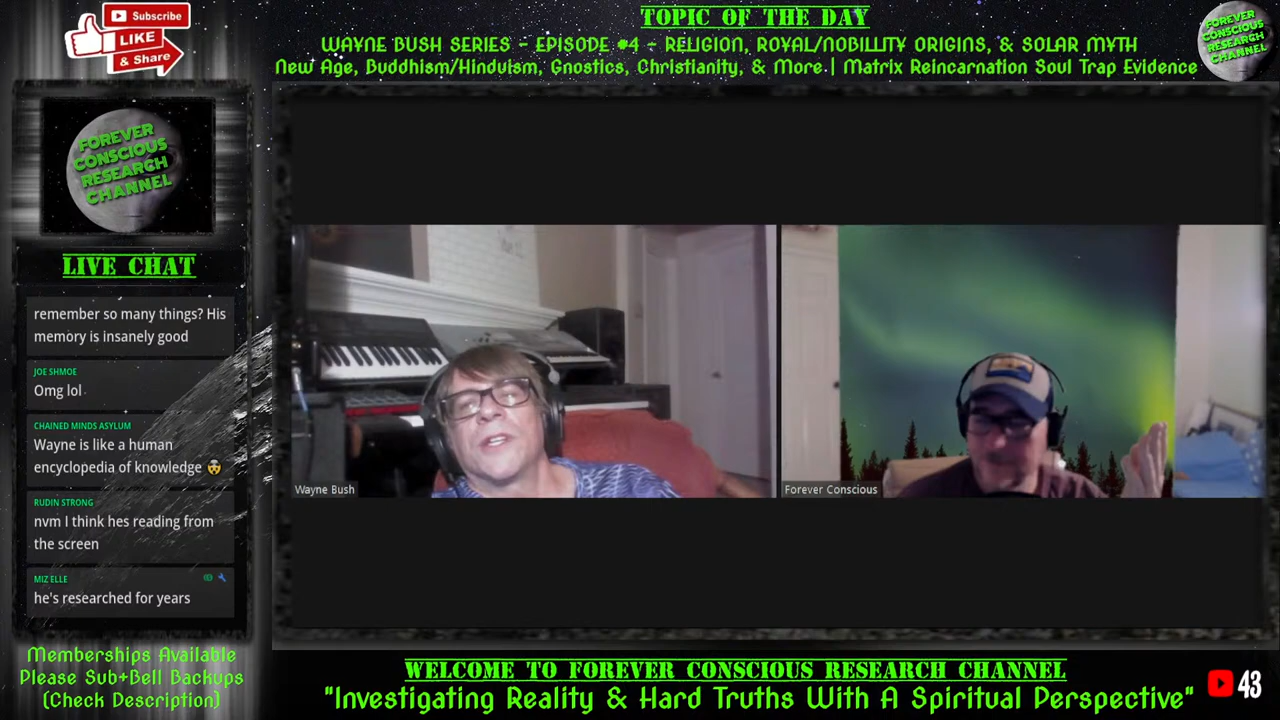 Subscribe
LIKE
& Share
TOPIC OF THE DAY
WAYNE BUSH SERIES - EPISODE #4 - RELIGION, ROYAL/NOBILLITY ORIGINS, & SOLAR MYTH
New Age, Buddhism/Hinduism, Gnostics, Christianity, & More | Matrix Reincarnation Soul Trap Evidence
FOREVER
CONSCIOUS
RESEARCH
CHANNEL
FOREVER
CONSCIOUS
RESEARCH
CHANNEL
LIVE CHAT
remember so many things? His
memory is insanely good
JOE SHMOE
Omg lol
CHAINED MINDS ASYLUM
Wayne is like a human
encyclopedia of knowledge 🤯
RUDIN STRONG
nvm I think hes reading from
the screen
MIZ ELLE
he's researched for years
Wayne Bush
Forever Conscious
Memberships Available
Please Sub+Bell Backups
(Check Description)
WELCOME TO FOREVER CONSCIOUS RESEARCH CHANNEL
"Investigating Reality & Hard Truths With A Spiritual Perspective"
43